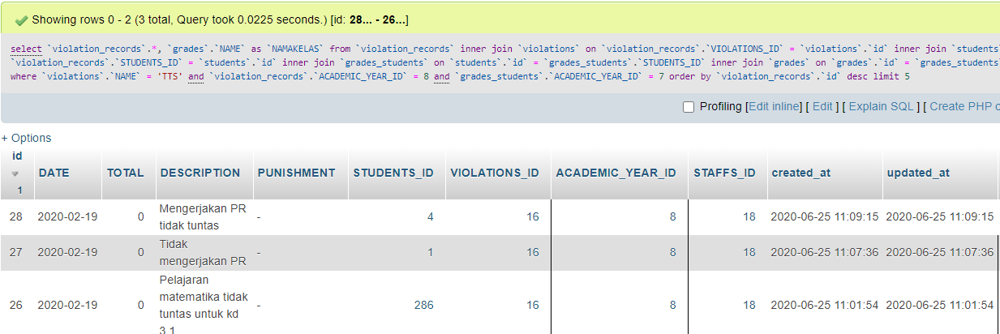 Showing rows 0 - 2 (3 total, Query took 0.0225 seconds.) [id: 28... - 26...]
select `violation_records`.*, `grades`.`NAME` as `NAMAKELAS` from `violation_records` inner join `violations` on `violation_records`.`VIOLATIONS_ID` = `violations`.`id` inner join `students`
`violation_records`.`STUDENTS_ID` = `students`.`id` inner join `grades_students` on `students`.`id` = `grades_students`.`STUDENTS_ID` inner join `grades` on `grades`.`id` = `grades_students`
where `violations`.`NAME` = 'TTS' and `violation_records`.`ACADEMIC_YEAR_ID` = 8 and `grades_students`.`ACADEMIC_YEAR_ID` = 7 order by `violation_records`.`id` desc limit 5
Profiling [Edit inline] [ Edit ] [ Explain SQL ] [ Create PHP
+ Options
id 1 DATE TOTAL DESCRIPTION PUNISHMENT STUDENTS_ID VIOLATIONS_ID ACADEMIC_YEAR_ID STAFFS_ID created_at updated_at
28 2020-02-19 0 Mengerjakan PR - 4 16 8 18 2020-06-25 11:09:15 2020-06-25 11:09:15
tidak tuntas
27 2020-02-19 0 Tidak - 1 16 8 18 2020-06-25 11:07:36 2020-06-25 11:07:36
mengerjakan PR
26 2020-02-19 0 Pelajaran - 286 16 8 18 2020-06-25 11:01:54 2020-06-25 11:01:54
matematika tidak
tuntas untuk kd
3.1